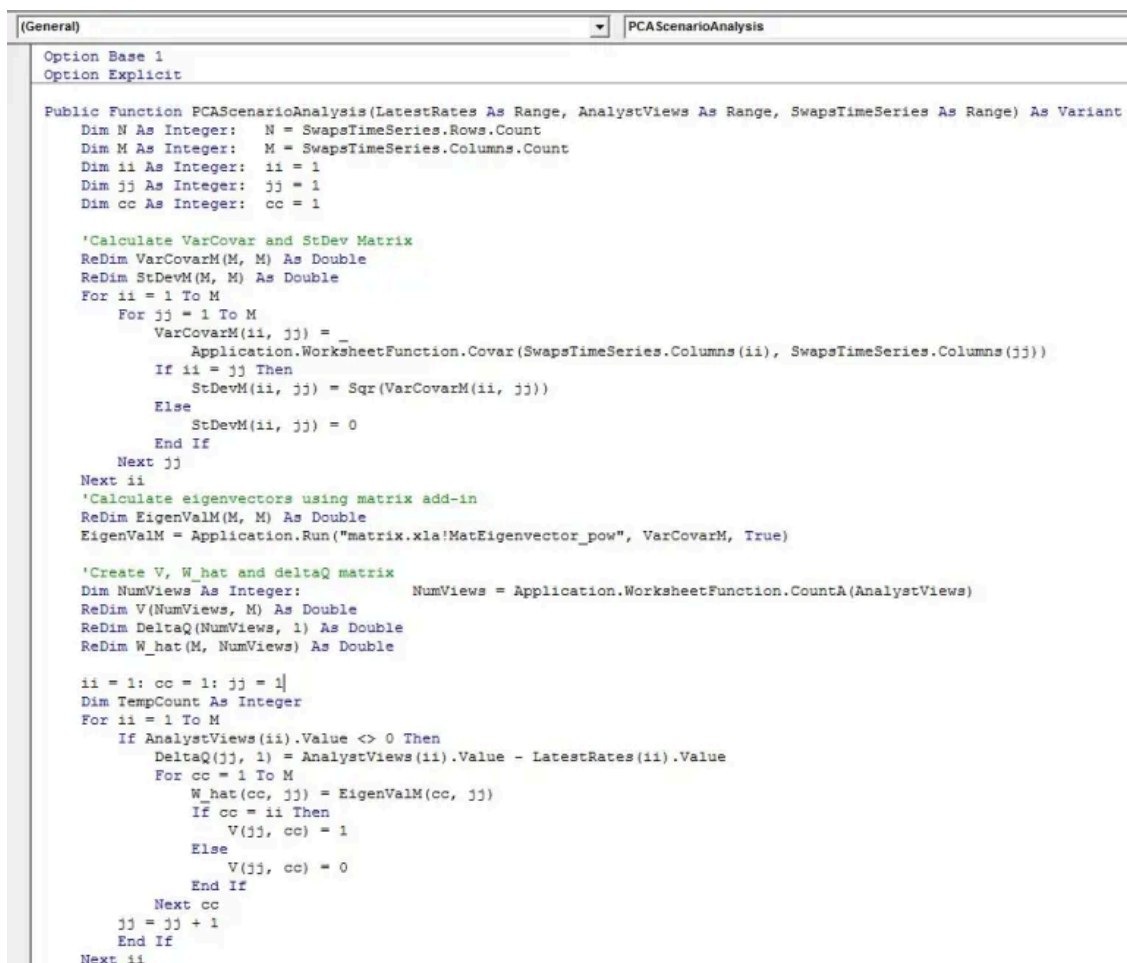 (General) PCAScenarioAnalysis
Option Base 1
Option Explicit
Public Function PCAScenarioAnalysis(LatestRates As Range, AnalystViews As Range, SwapsTimeSeries As Range) As Variant
    Dim N As Integer:   N = SwapsTimeSeries.Rows.Count
    Dim M As Integer:   M = SwapsTimeSeries.Columns.Count
    Dim ii As Integer:  ii = 1
    Dim jj As Integer:  jj = 1
    Dim cc As Integer:  cc = 1
    'Calculate VarCovar and StDev Matrix
    ReDim VarCovarM(M, M) As Double
    ReDim StDevM(M, M) As Double
    For ii = 1 To M
        For jj = 1 To M
            VarCovarM(ii, jj) = _
                Application.WorksheetFunction.Covar(SwapsTimeSeries.Columns(ii), SwapsTimeSeries.Columns(jj))
            If ii = jj Then
                StDevM(ii, jj) = Sqr(VarCovarM(ii, jj))
            Else
                StDevM(ii, jj) = 0
            End If
        Next jj
    Next ii
    'Calculate eigenvectors using matrix add-in
    ReDim EigenValM(M, M) As Double
    EigenValM = Application.Run("matrix.xla!MatEigenvector_pow", VarCovarM, True)
    'Create V, W_hat and deltaQ matrix
    Dim NumViews As Integer:            NumViews = Application.WorksheetFunction.CountA(AnalystViews)
    ReDim V(NumViews, M) As Double
    ReDim DeltaQ(NumViews, 1) As Double
    ReDim W_hat(M, NumViews) As Double
    ii = 1: cc = 1: jj = 1
    Dim TempCount As Integer
    For ii = 1 To M
        If AnalystViews(ii).Value <> 0 Then
            DeltaQ(jj, 1) = AnalystViews(ii).Value - LatestRates(ii).Value
            For cc = 1 To M
                W_hat(cc, jj) = EigenValM(cc, jj)
                If cc = ii Then
                    V(jj, cc) = 1
                Else
                    V(jj, cc) = 0
                End If
            Next cc
        jj = jj + 1
        End If
    Next ii